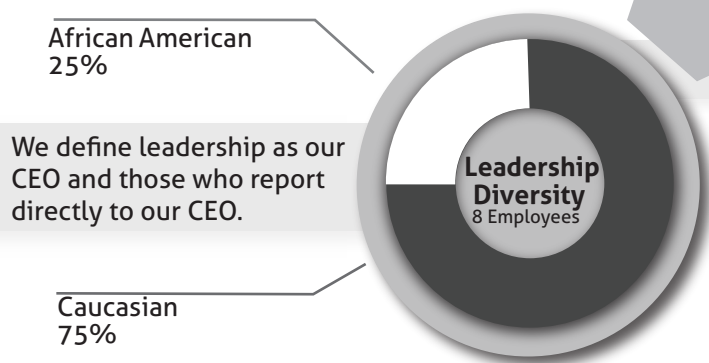 African American
25%
We define leadership as our
CEO and those who report
directly to our CEO.
Leadership
Diversity
8 Employees
Caucasian
75%